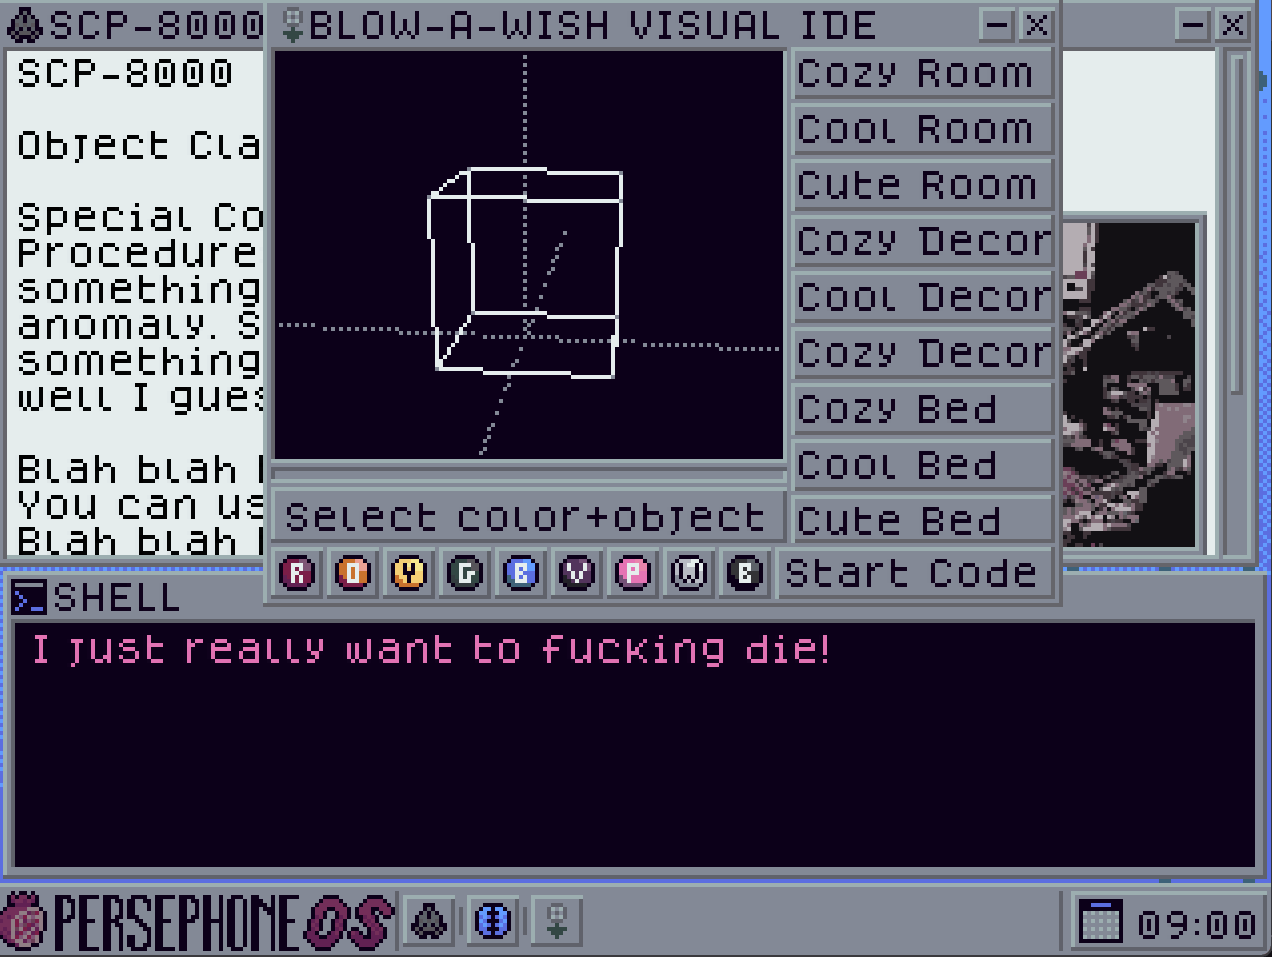 SCP-8000
BLOW-A-WISH VISUAL IDE
SCP-8000
Object Cla
Special Co
Procedure
something
anomaly. S
something
well I gues
Blah blah
You can us
Blah blah
Cozy Room
Cool Room
Cute Room
Cozy Decor
Cool Decor
Cozy Decor
Cozy Bed
Cool Bed
Cute Bed
Select color+object
R O Y G B V P W B
Start Code
>_ SHELL
I just really want to fucking die!
PERSEPHONE OS
09:00